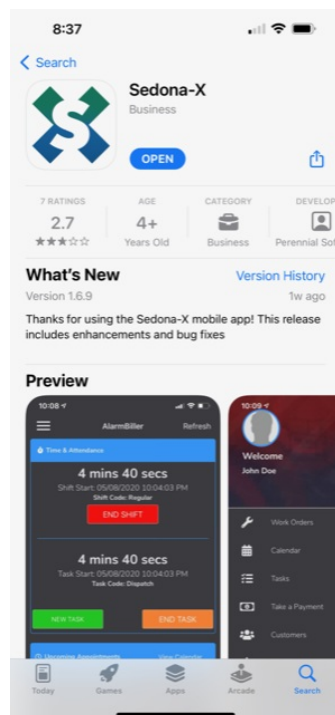 8:37
Search
Sedona-X
Business
OPEN
7 RATINGS AGE CATEGORY DEVELOP
2.7 4+
Years Old Business Perennial Sof
What's New Version History
Version 1.6.9 1w ago
Thanks for using the Sedona-X mobile app! This release
includes enhancements and bug fixes
Preview
10:08
AlarmBiller Refresh
Time & Attendance
4 mins 40 secs
Shift Start: 05/08/2020 10:04:03 PM
Shift Code: Regular
END SHIFT
4 mins 40 secs
Task Start: 05/08/2020 10:04:03 PM
Task Code: Dispatch
NEW TASK END TASK
Upcoming Appointments View Calendar
10:09
Welcome
John Doe
Work Orders
Calendar
Tasks
Take a Payment
Customers
Today Games Apps Arcade Search